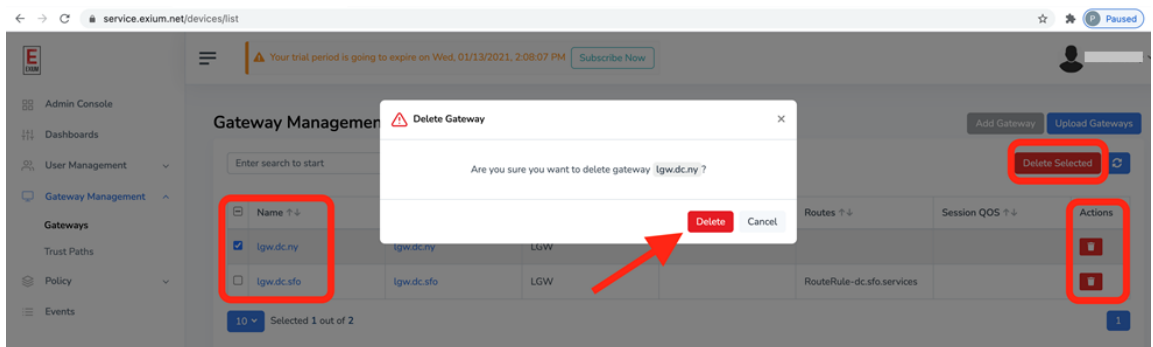 service.exium.net/devices/list
P Paused
E
EXIUM
Your trial period is going to expire on Wed, 01/13/2021, 2:08:07 PM Subscribe Now
Admin Console
Dashboards
User Management
Gateway Management
Gateways
Trust Paths
Policy
Events
Gateway Managemen
Add Gateway Upload Gateways
Enter search to start
Delete Selected
Delete Gateway ×
Are you sure you want to delete gateway lgw.dc.ny ?
Delete Cancel
Name Routes Session QOS Actions
lgw.dc.ny lgw.dc.ny LGW
lgw.dc.sfo lgw.dc.sfo LGW RouteRule-dc.sfo.services
10 Selected 1 out of 2 1